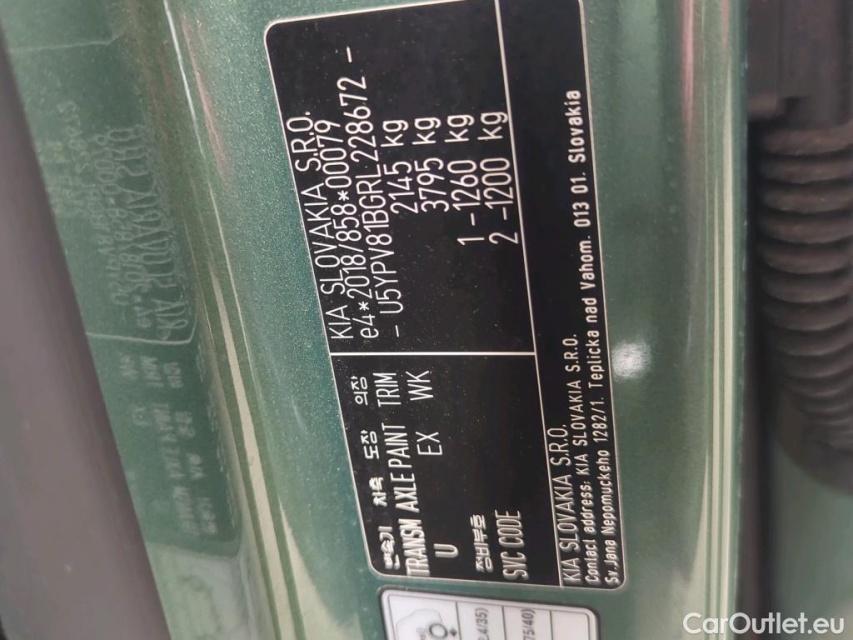 KIA SLOVAKIA S.R.O.
e4*2018/858*00079
- U5YPV81BGRL228672 -
2145 kg
3795 kg
1 - 1260 kg
2 - 1200 kg
변속기 차축 도장 의장
TRANSM AXLE PAINT TRIM
U EX WK
정비부호
SVC CODE
KIA SLOVAKIA S.R.O.
Contact address: KIA SLOVAKIA S.R.O.
Sv. Jana Nepomuckeho 1282/1. Teplicka nad Vahom. 013 01. Slovakia
CarOutlet.eu